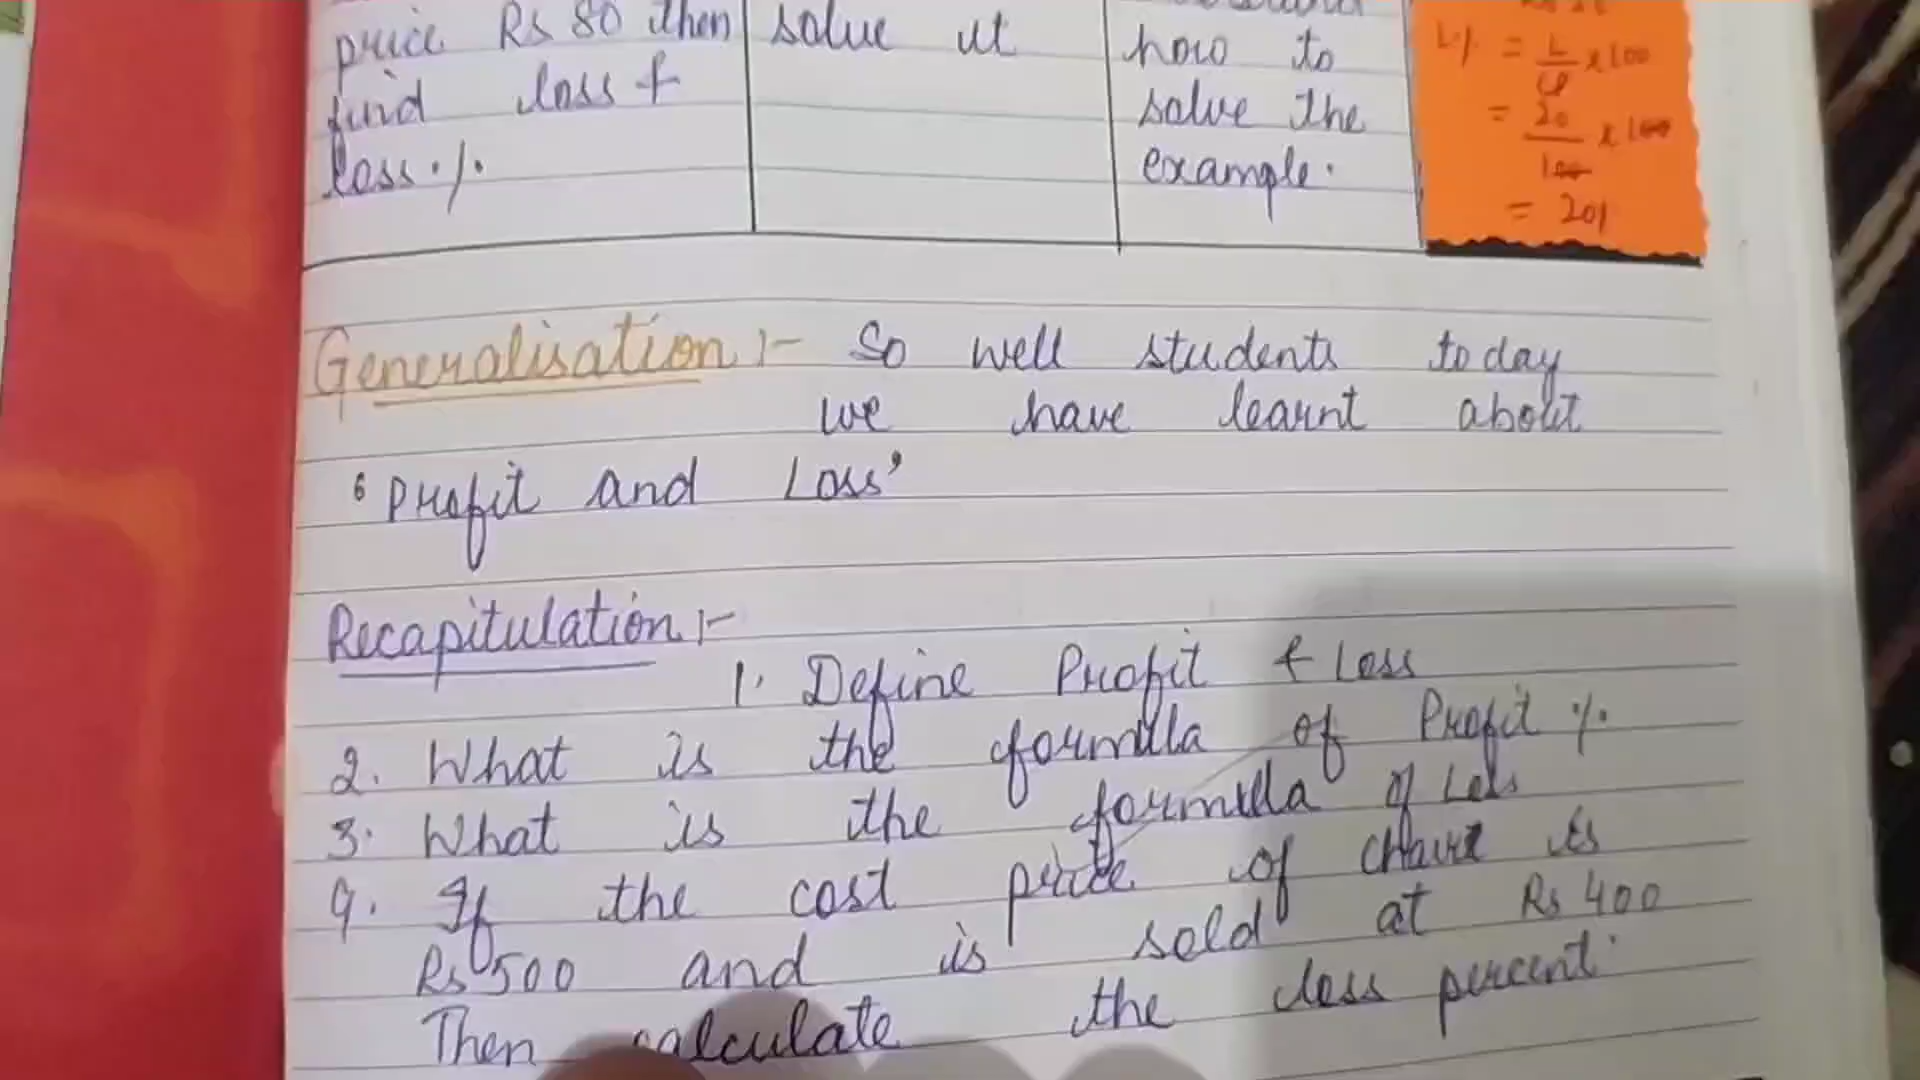 price Rs 80 then
find loss &
loss %.
solve it
how to
solve the
example.
L% = L/CP x 100
= 20/100 x 100
= 20%
Generalisation :- So well students today
we have learnt about
'Profit and Loss'
Recapitulation :-
1. Define Profit & Loss
2. What is the formula of Profit %.
3. What is the formula of Loss
4. If the cost price of chair is
Rs 500 and is sold at Rs 400
Then calculate the loss percent.